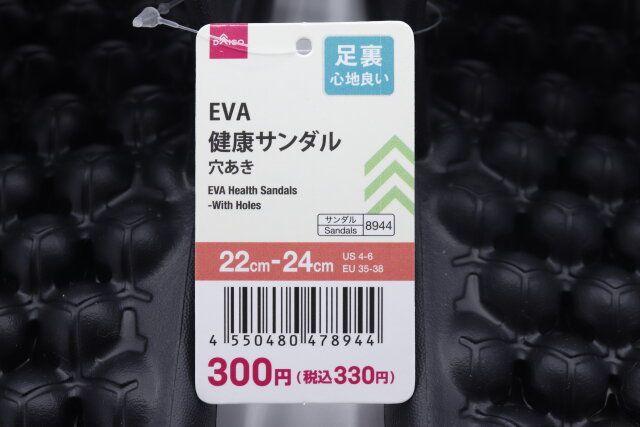 DAISO
足裏
心地良い
EVA
健康サンダル
穴あき
EVA Health Sandals
-With Holes
サンダル
Sandals
8944
22cm-24cm
US 4-6
EU 35-38
4 550480 478944
300円(税込330円)